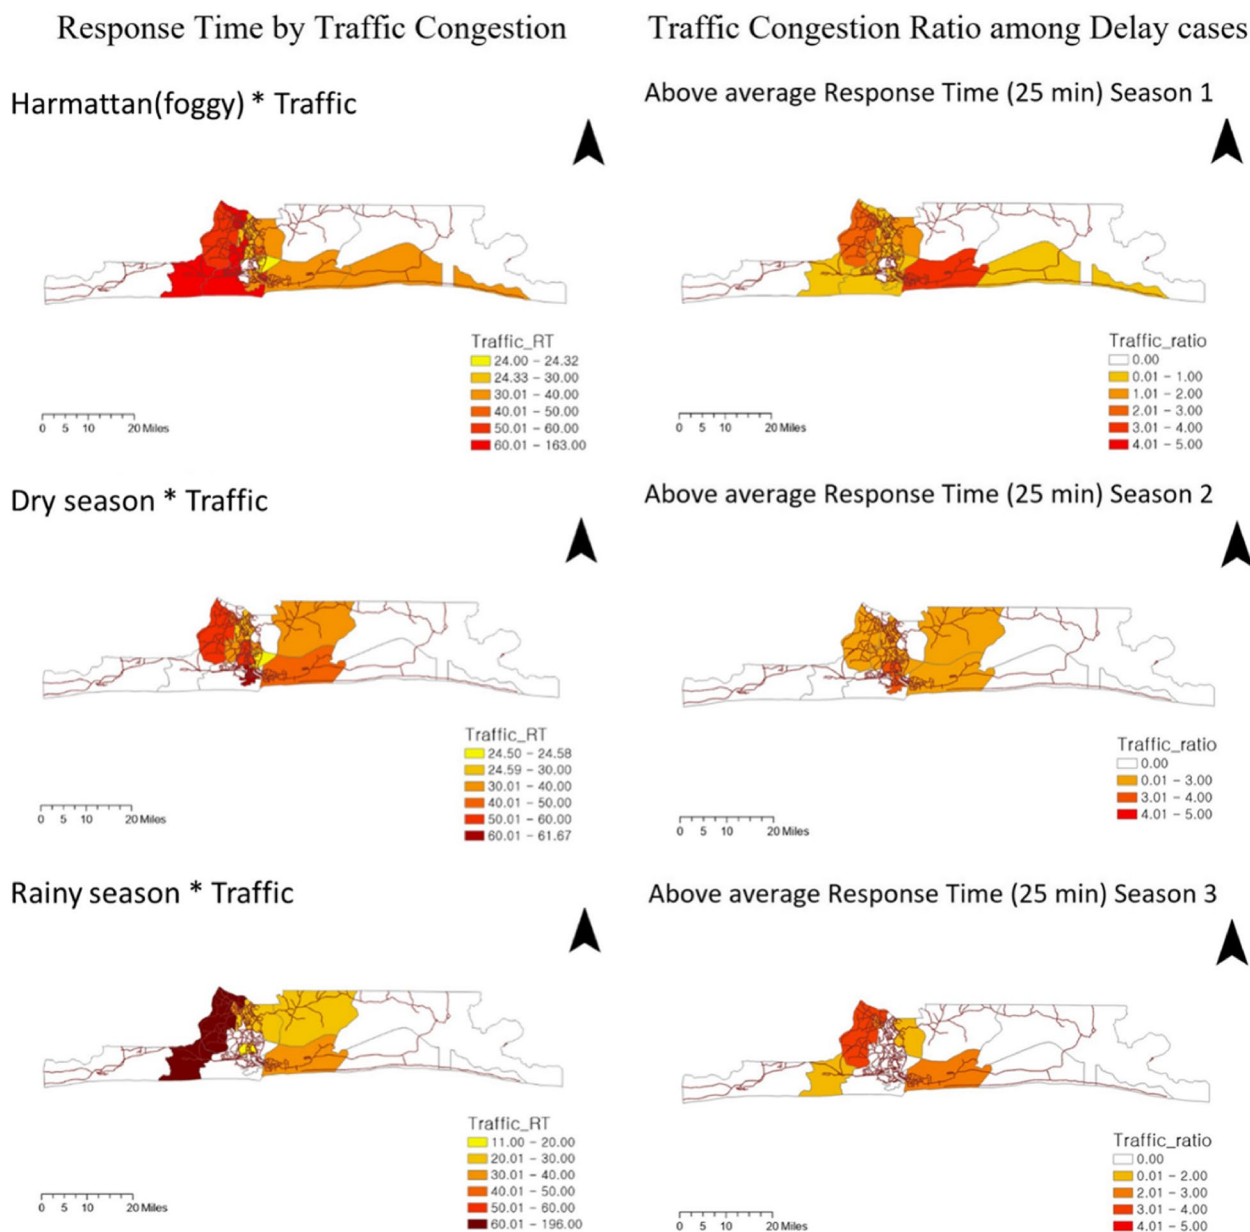 Response Time by Traffic Congestion
Traffic Congestion Ratio among Delay cases
Harmattan(foggy) * Traffic
Above average Response Time (25 min) Season 1
Traffic_RT
24.00 – 24.32
24.33 – 30.00
30.01 – 40.00
40.01 – 50.00
50.01 – 60.00
60.01 – 163.00
0 5 10 20 Miles
Traffic_ratio
0.00
0.01 – 1.00
1.01 – 2.00
2.01 – 3.00
3.01 – 4.00
4.01 – 5.00
0 5 10 20 Miles
Dry season * Traffic
Above average Response Time (25 min) Season 2
Traffic_RT
24.50 – 24.58
24.59 – 30.00
30.01 – 40.00
40.01 – 50.00
50.01 – 60.00
60.01 – 61.67
0 5 10 20 Miles
Traffic_ratio
0.00
0.01 – 3.00
3.01 – 4.00
4.01 – 5.00
0 5 10 20 Miles
Rainy season * Traffic
Above average Response Time (25 min) Season 3
Traffic_RT
11.00 – 20.00
20.01 – 30.00
30.01 – 40.00
40.01 – 50.00
50.01 – 60.00
60.01 – 196.00
0 5 10 20 Miles
Traffic_ratio
0.00
0.01 – 2.00
2.01 – 3.00
3.01 – 4.00
4.01 – 5.00
0 5 10 20 Miles